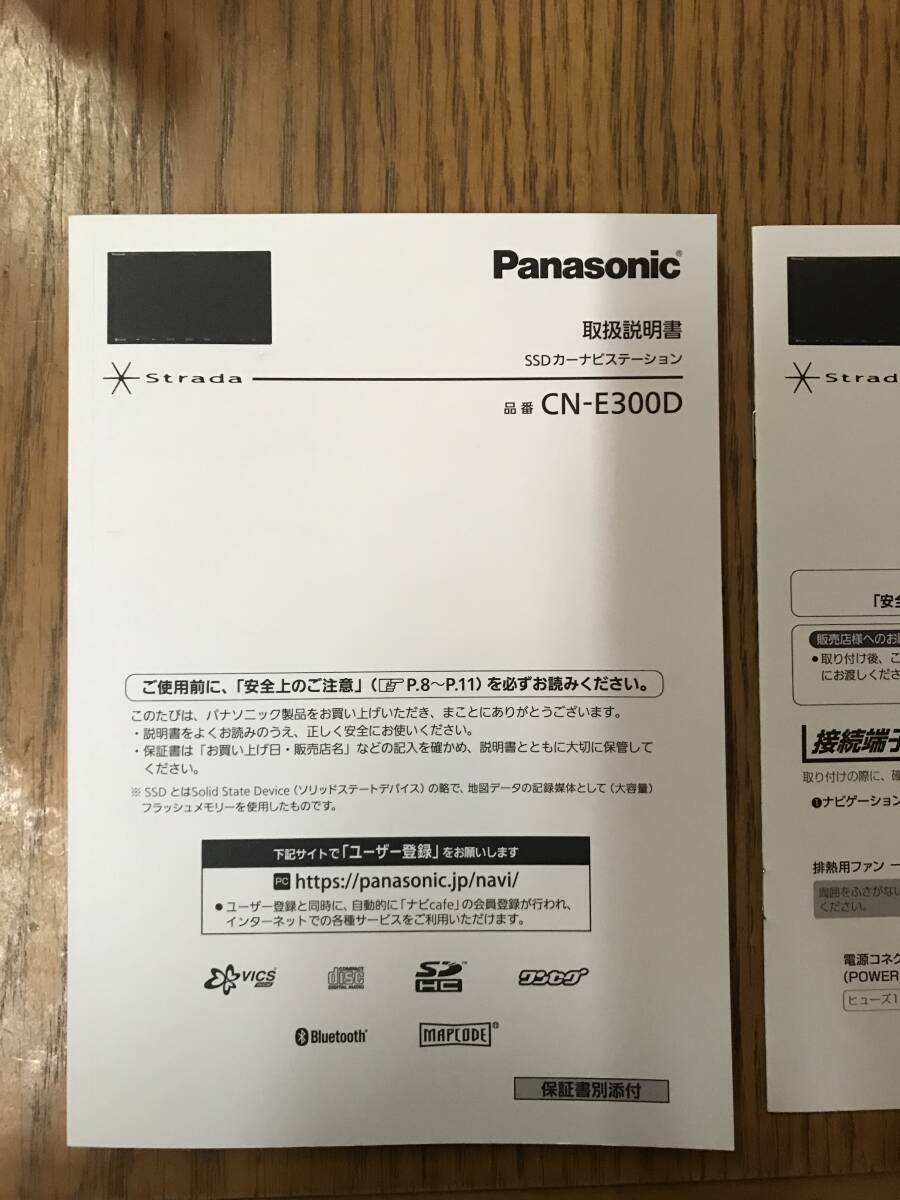 Panasonic®
取扱説明書
SSDカーナビステーション
Strada
品番 CN-E300D
ご使用前に、「安全上のご注意」(P.8～P.11)を必ずお読みください。
このたびは、パナソニック製品をお買い上げいただき、まことにありがとうございます。
・説明書をよくお読みのうえ、正しく安全にお使いください。
・保証書は「お買い上げ日・販売店名」などの記入を確かめ、説明書とともに大切に保管して
ください。
※ SSD とはSolid State Device(ソリッドステートデバイス)の略で、地図データの記録媒体として(大容量)
フラッシュメモリーを使用したものです。
下記サイトで「ユーザー登録」をお願いします
PC https://panasonic.jp/navi/
●ユーザー登録と同時に、自動的に「ナビcafe」の会員登録が行われ、
インターネットでの各種サービスをご利用いただけます。
VICS
COMPACT
disc
DIGITAL AUDIO
SD™
HC
ワンセグ
Bluetooth®
MAPCODE®
保証書別添付
Strad
「安全
販売店様へのお
●取り付け後、こ
にお渡しくださ
接続端子
取り付けの際に、確
❶ナビゲーション
排熱用ファン
周囲をふさがない
ください。
電源コネク
(POWER
ヒューズ1